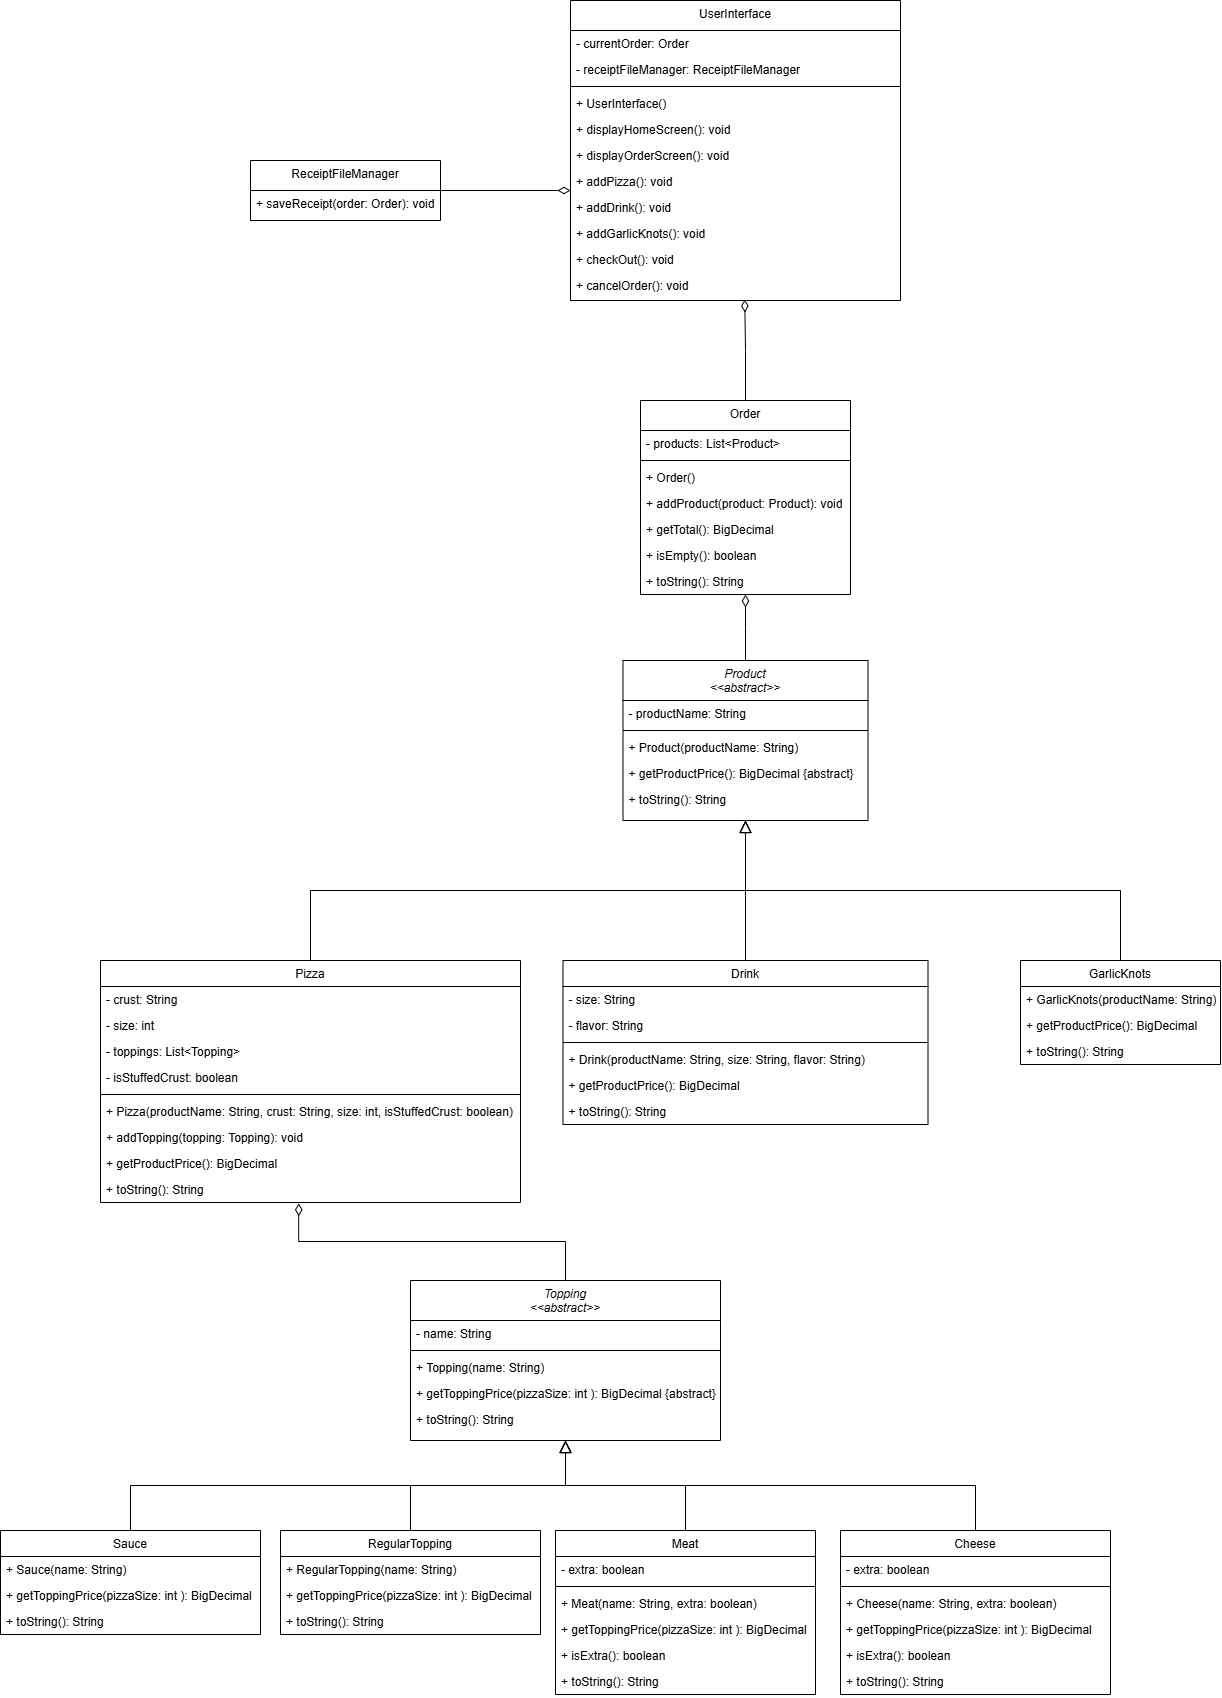 UserInterface
- currentOrder: Order
- receiptFileManager: ReceiptFileManager
+ UserInterface()
+ displayHomeScreen(): void
+ displayOrderScreen(): void
+ addPizza(): void
+ addDrink(): void
+ addGarlicKnots(): void
+ checkOut(): void
+ cancelOrder(): void
ReceiptFileManager
+ saveReceipt(order: Order): void
Order
- products: List<Product>
+ Order()
+ addProduct(product: Product): void
+ getTotal(): BigDecimal
+ isEmpty(): boolean
+ toString(): String
Product
<<abstract>>
- productName: String
+ Product(productName: String)
+ getProductPrice(): BigDecimal {abstract}
+ toString(): String
Pizza
- crust: String
- size: int
- toppings: List<Topping>
- isStuffedCrust: boolean
+ Pizza(productName: String, crust: String, size: int, isStuffedCrust: boolean)
+ addTopping(topping: Topping): void
+ getProductPrice(): BigDecimal
+ toString(): String
Drink
- size: String
- flavor: String
+ Drink(productName: String, size: String, flavor: String)
+ getProductPrice(): BigDecimal
+ toString(): String
GarlicKnots
+ GarlicKnots(productName: String)
+ getProductPrice(): BigDecimal
+ toString(): String
Topping
<<abstract>>
- name: String
+ Topping(name: String)
+ getToppingPrice(pizzaSize: int ): BigDecimal {abstract}
+ toString(): String
Sauce
+ Sauce(name: String)
+ getToppingPrice(pizzaSize: int ): BigDecimal
+ toString(): String
RegularTopping
+ RegularTopping(name: String)
+ getToppingPrice(pizzaSize: int ): BigDecimal
+ toString(): String
Meat
- extra: boolean
+ Meat(name: String, extra: boolean)
+ getToppingPrice(pizzaSize: int ): BigDecimal
+ isExtra(): boolean
+ toString(): String
Cheese
- extra: boolean
+ Cheese(name: String, extra: boolean)
+ getToppingPrice(pizzaSize: int ): BigDecimal
+ isExtra(): boolean
+ toString(): String